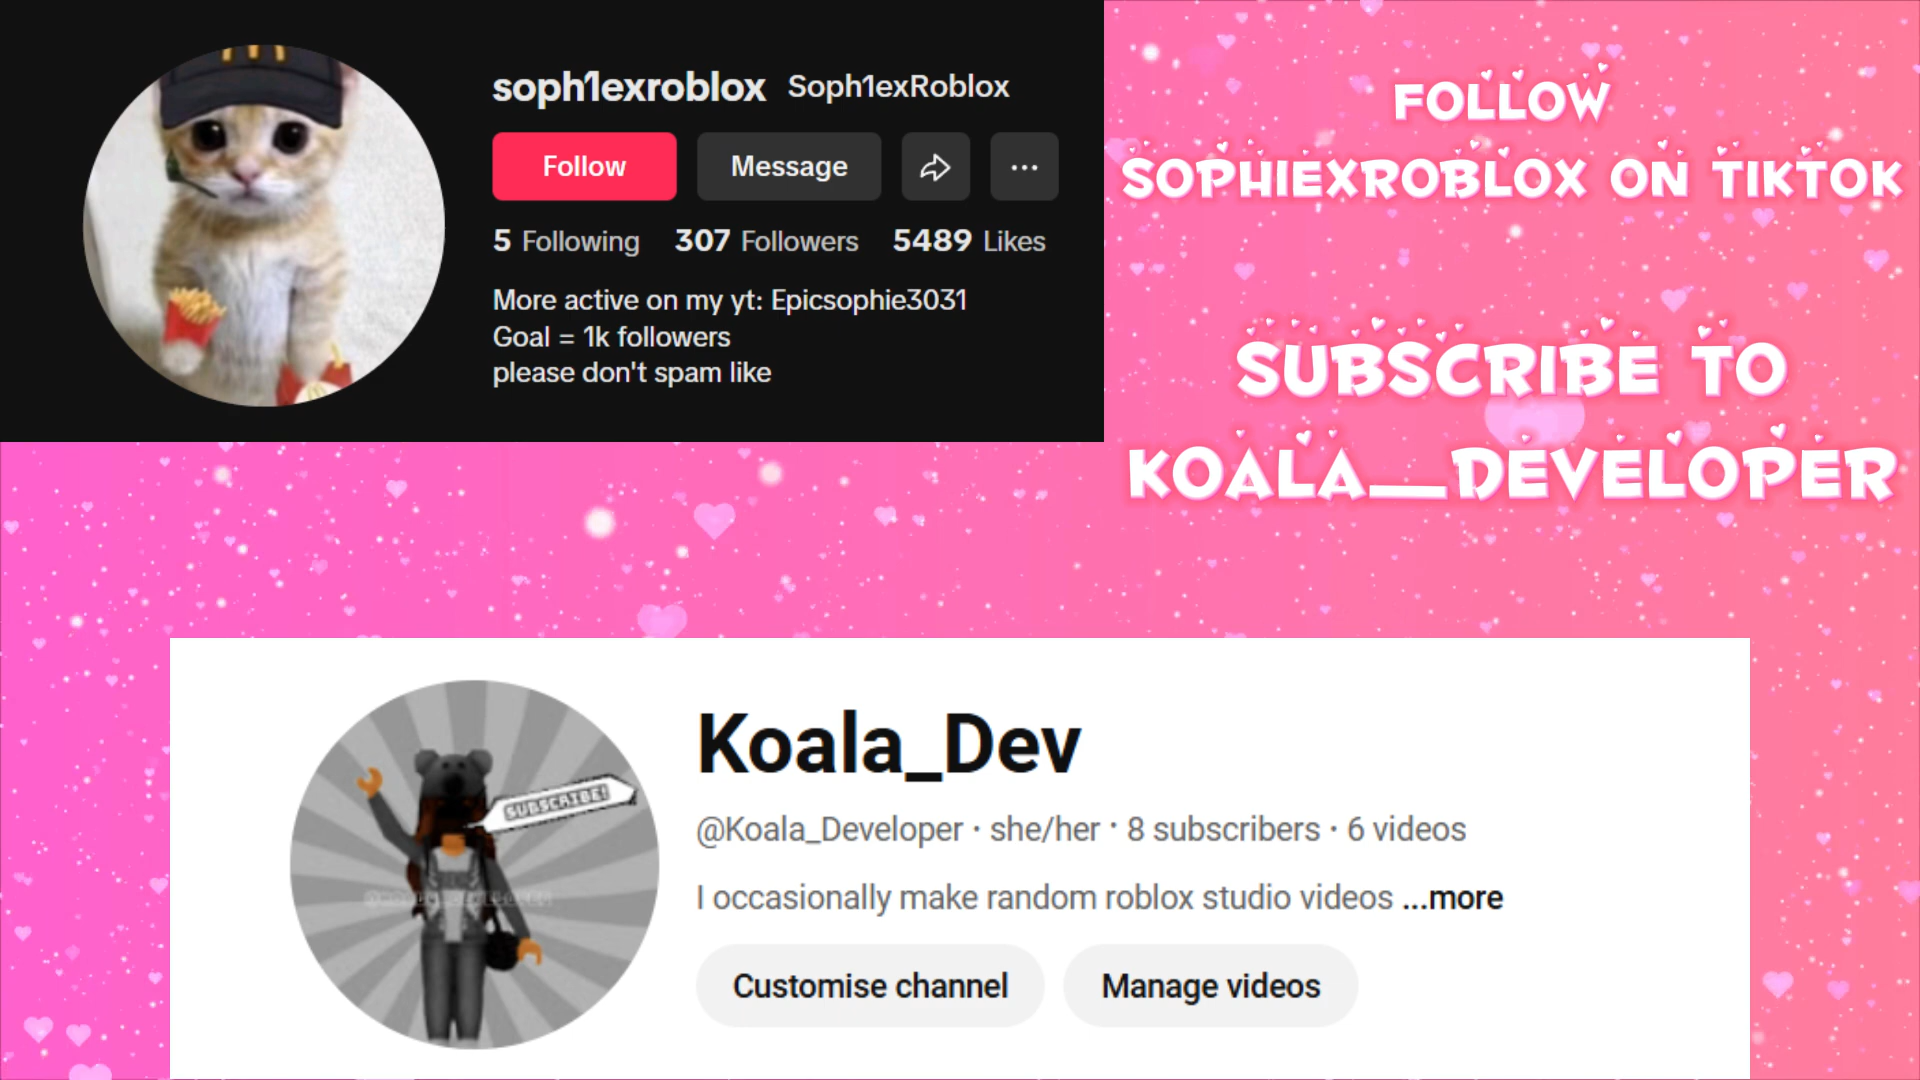 soph1exroblox Soph1exRoblox
Follow Message ...
5 Following 307 Followers 5489 Likes
More active on my yt: Epicsophie3031
Goal = 1k followers
please don't spam like
FOLLOW
SOPHIEXROBLOX ON TIKTOK
SUBSCRIBE TO
KOALA_DEVELOPER
SUBSCRIBE!
Koala_Dev
@Koala_Developer · she/her · 8 subscribers · 6 videos
I occasionally make random roblox studio videos ...more
Customise channel Manage videos